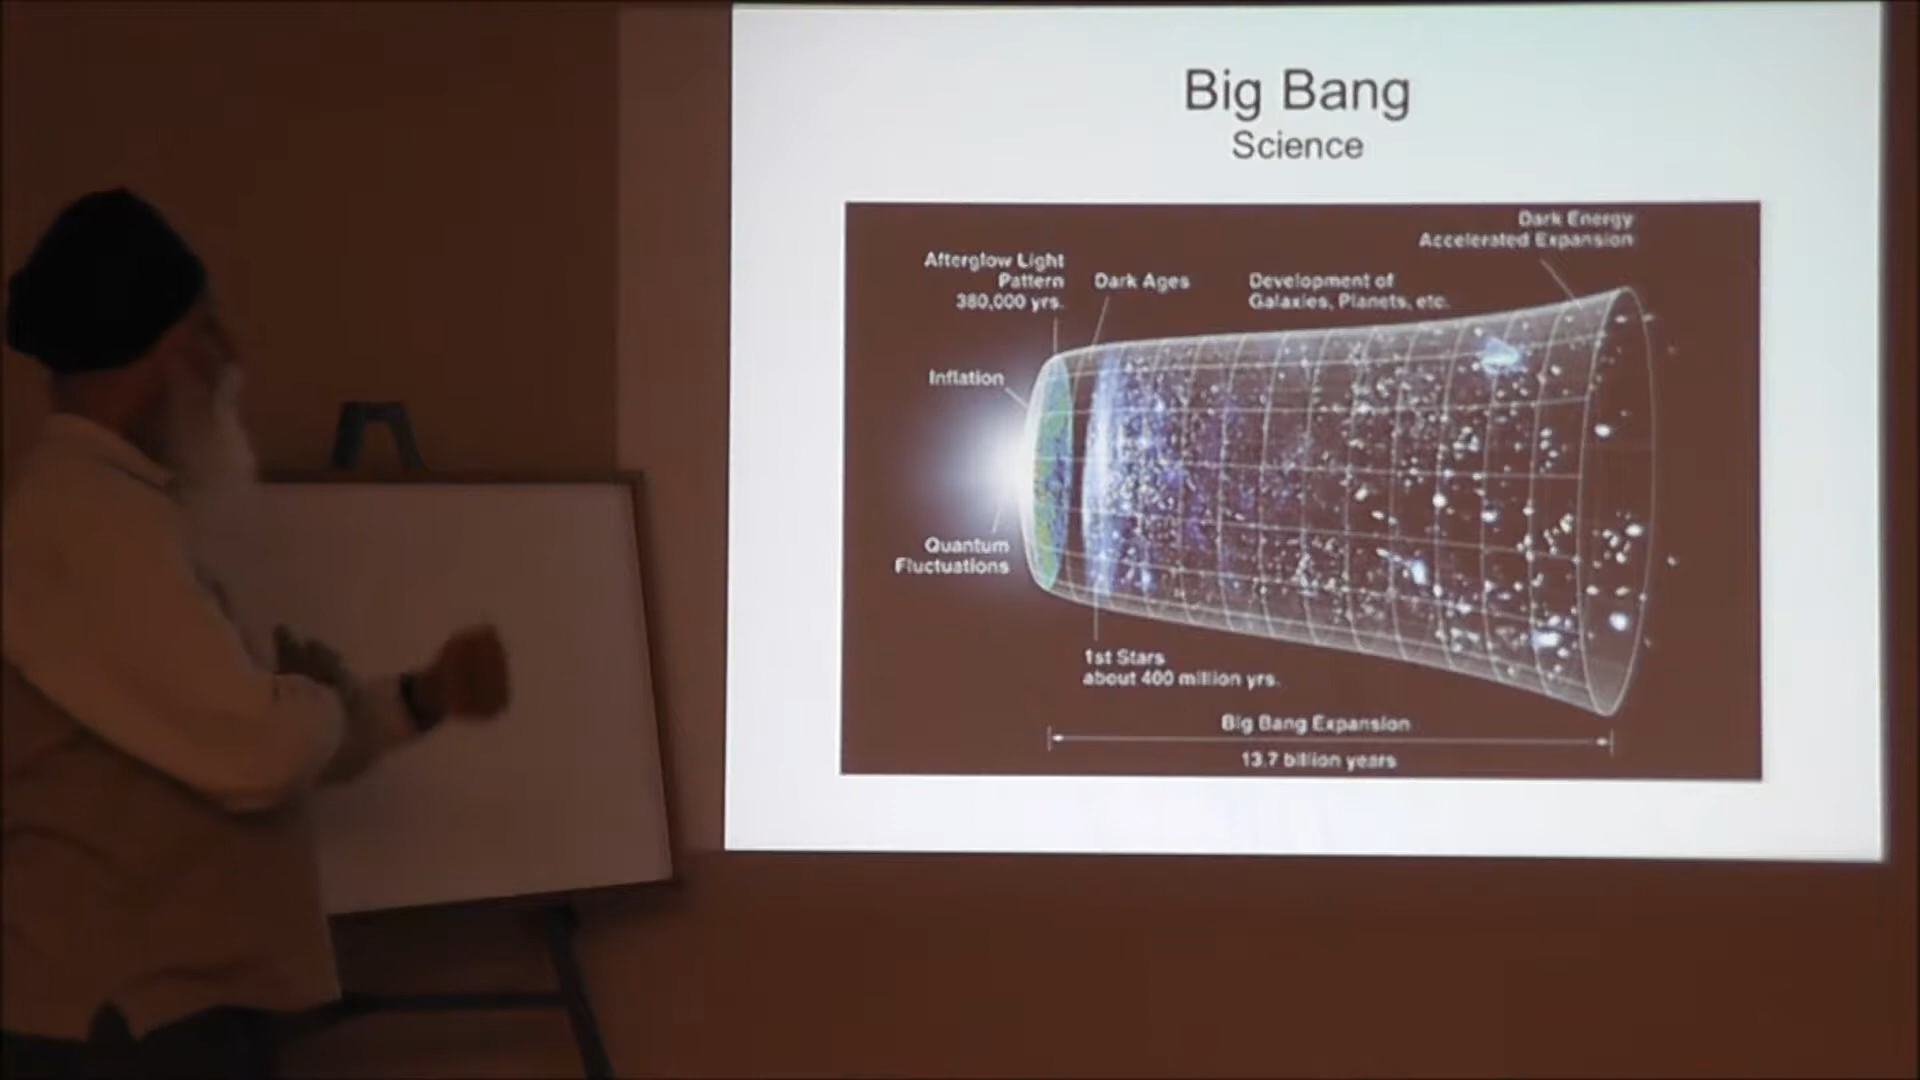 Big Bang
Science
Dark Energy
Accelerated Expansion
Afterglow Light
Pattern
380,000 yrs.
Dark Ages
Development of
Galaxies, Planets, etc.
Inflation
Quantum
Fluctuations
1st Stars
about 400 million yrs.
Big Bang Expansion
13.7 billion years